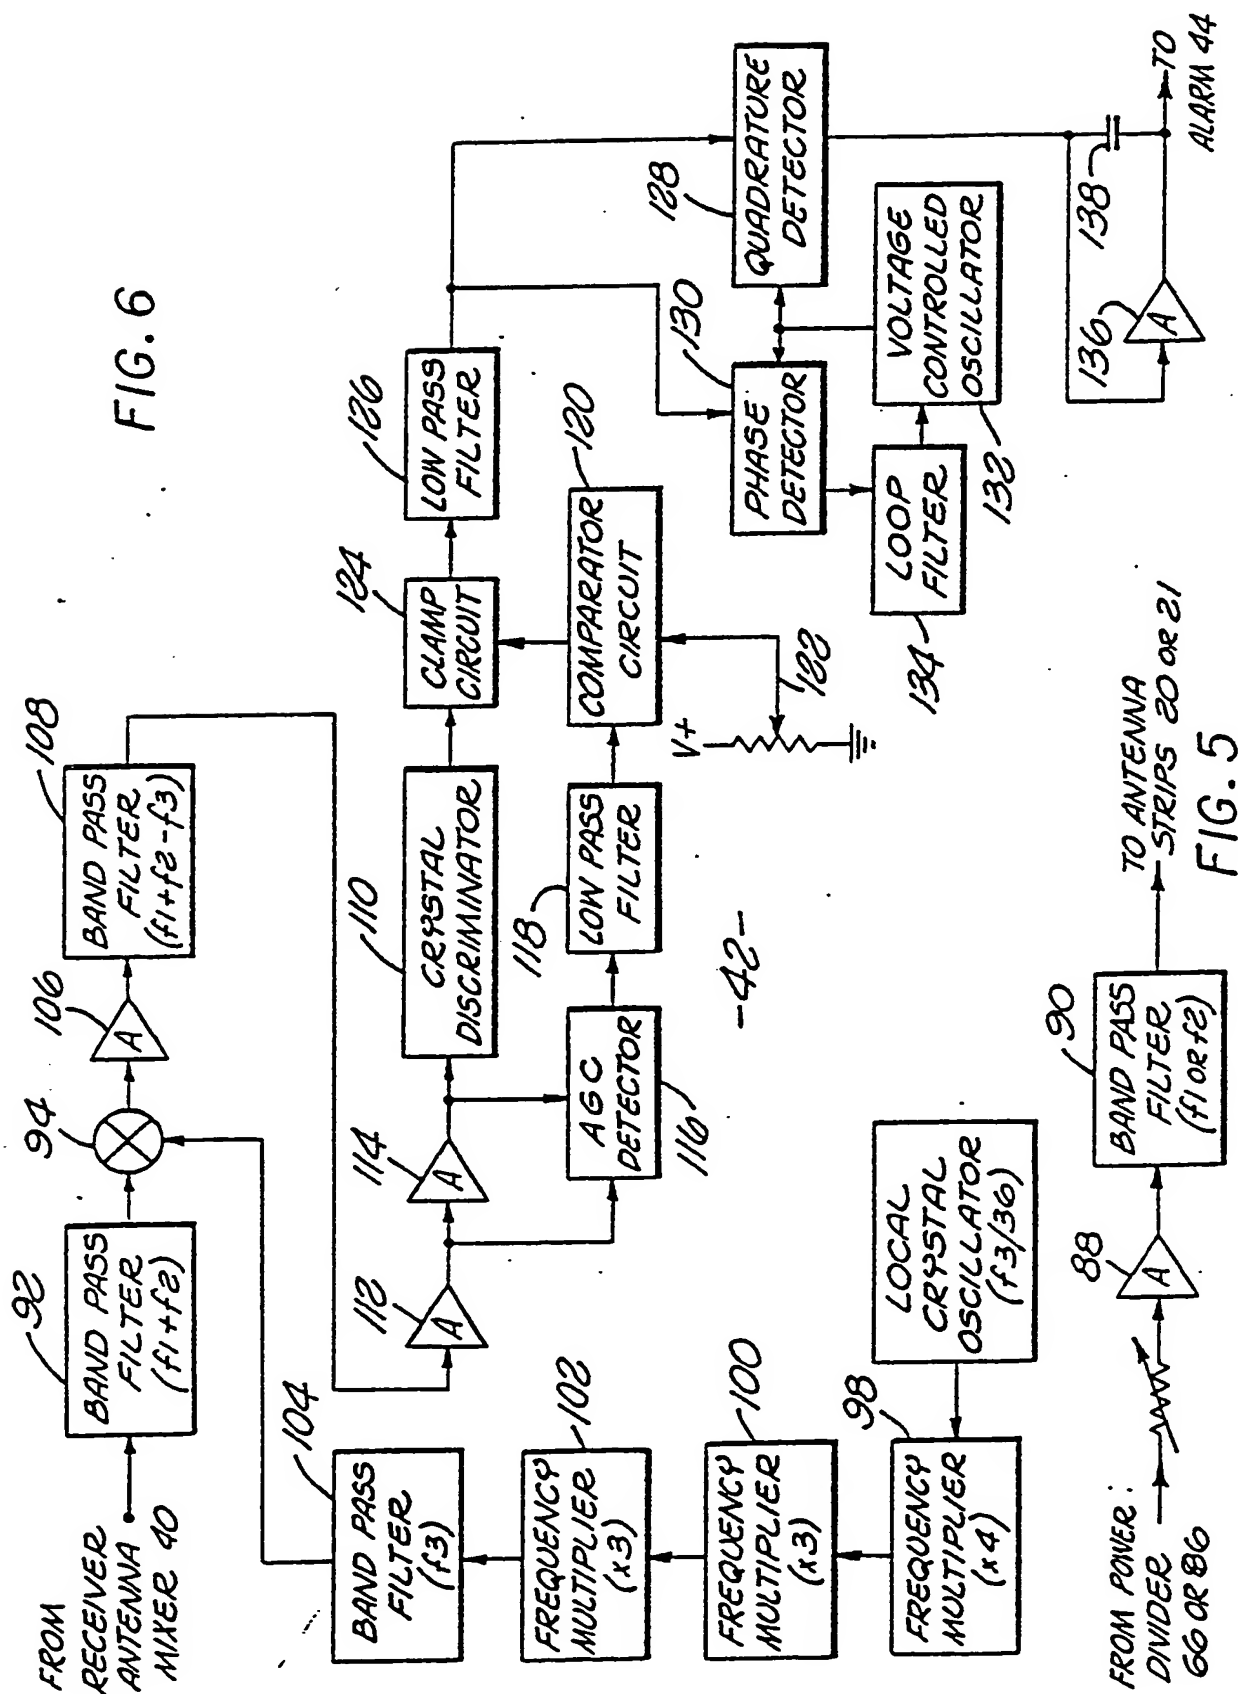 FIG. 6
FROM
RECEIVER
ANTENNA
MIXER 40
92
BAND PASS
FILTER
(f1+f2)
94
106
A
108
BAND PASS
FILTER
(f1+f2-f3)
104
BAND PASS
FILTER
(f3)
102
FREQUENCY
MULTIPLIER
(x3)
100
FREQUENCY
MULTIPLIER
(x3)
98
FREQUENCY
MULTIPLIER
(x4)
LOCAL
CRYSTAL
OSCILLATOR
(f3/36)
112
A
114
A
110
CRYSTAL
DISCRIMINATOR
116
AGC
DETECTOR
118
LOW PASS
FILTER
120
COMPARATOR
CIRCUIT
V+
122
124
CLAMP
CIRCUIT
126
LOW PASS
FILTER
128
QUADRATURE
DETECTOR
130
PHASE
DETECTOR
132
VOLTAGE
CONTROLLED
OSCILLATOR
134
LOOP
FILTER
136
A
138
TO
ALARM 44
-42-
FROM POWER
DIVIDER
66 OR 86
88
A
90
BAND PASS
FILTER
(f1 OR f2)
TO ANTENNA
STRIPS 20 OR 21
FIG. 5